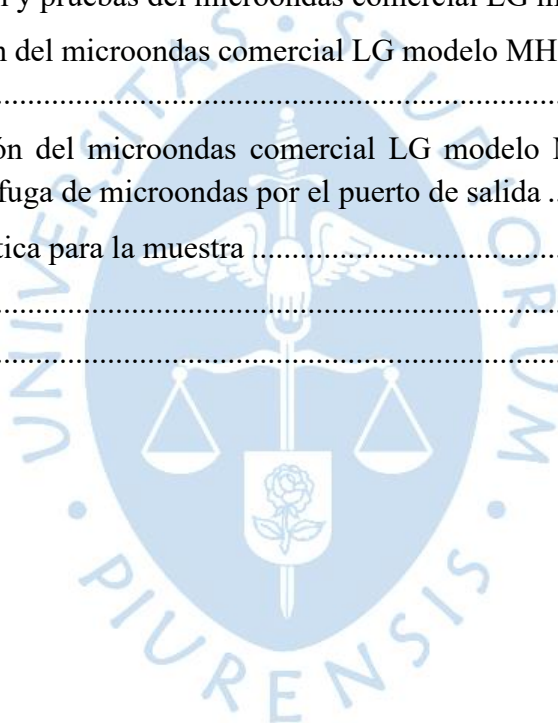 y pruebas del microondas comercial LG
del microondas comercial LG modelo MH
........................................................
ón del microondas comercial LG modelo
fuga de microondas por el puerto de salida ..
tica para la muestra ..............................
........................................................
........................................................
UNIVERSITAS • STUDIORUM • PIURENSIS